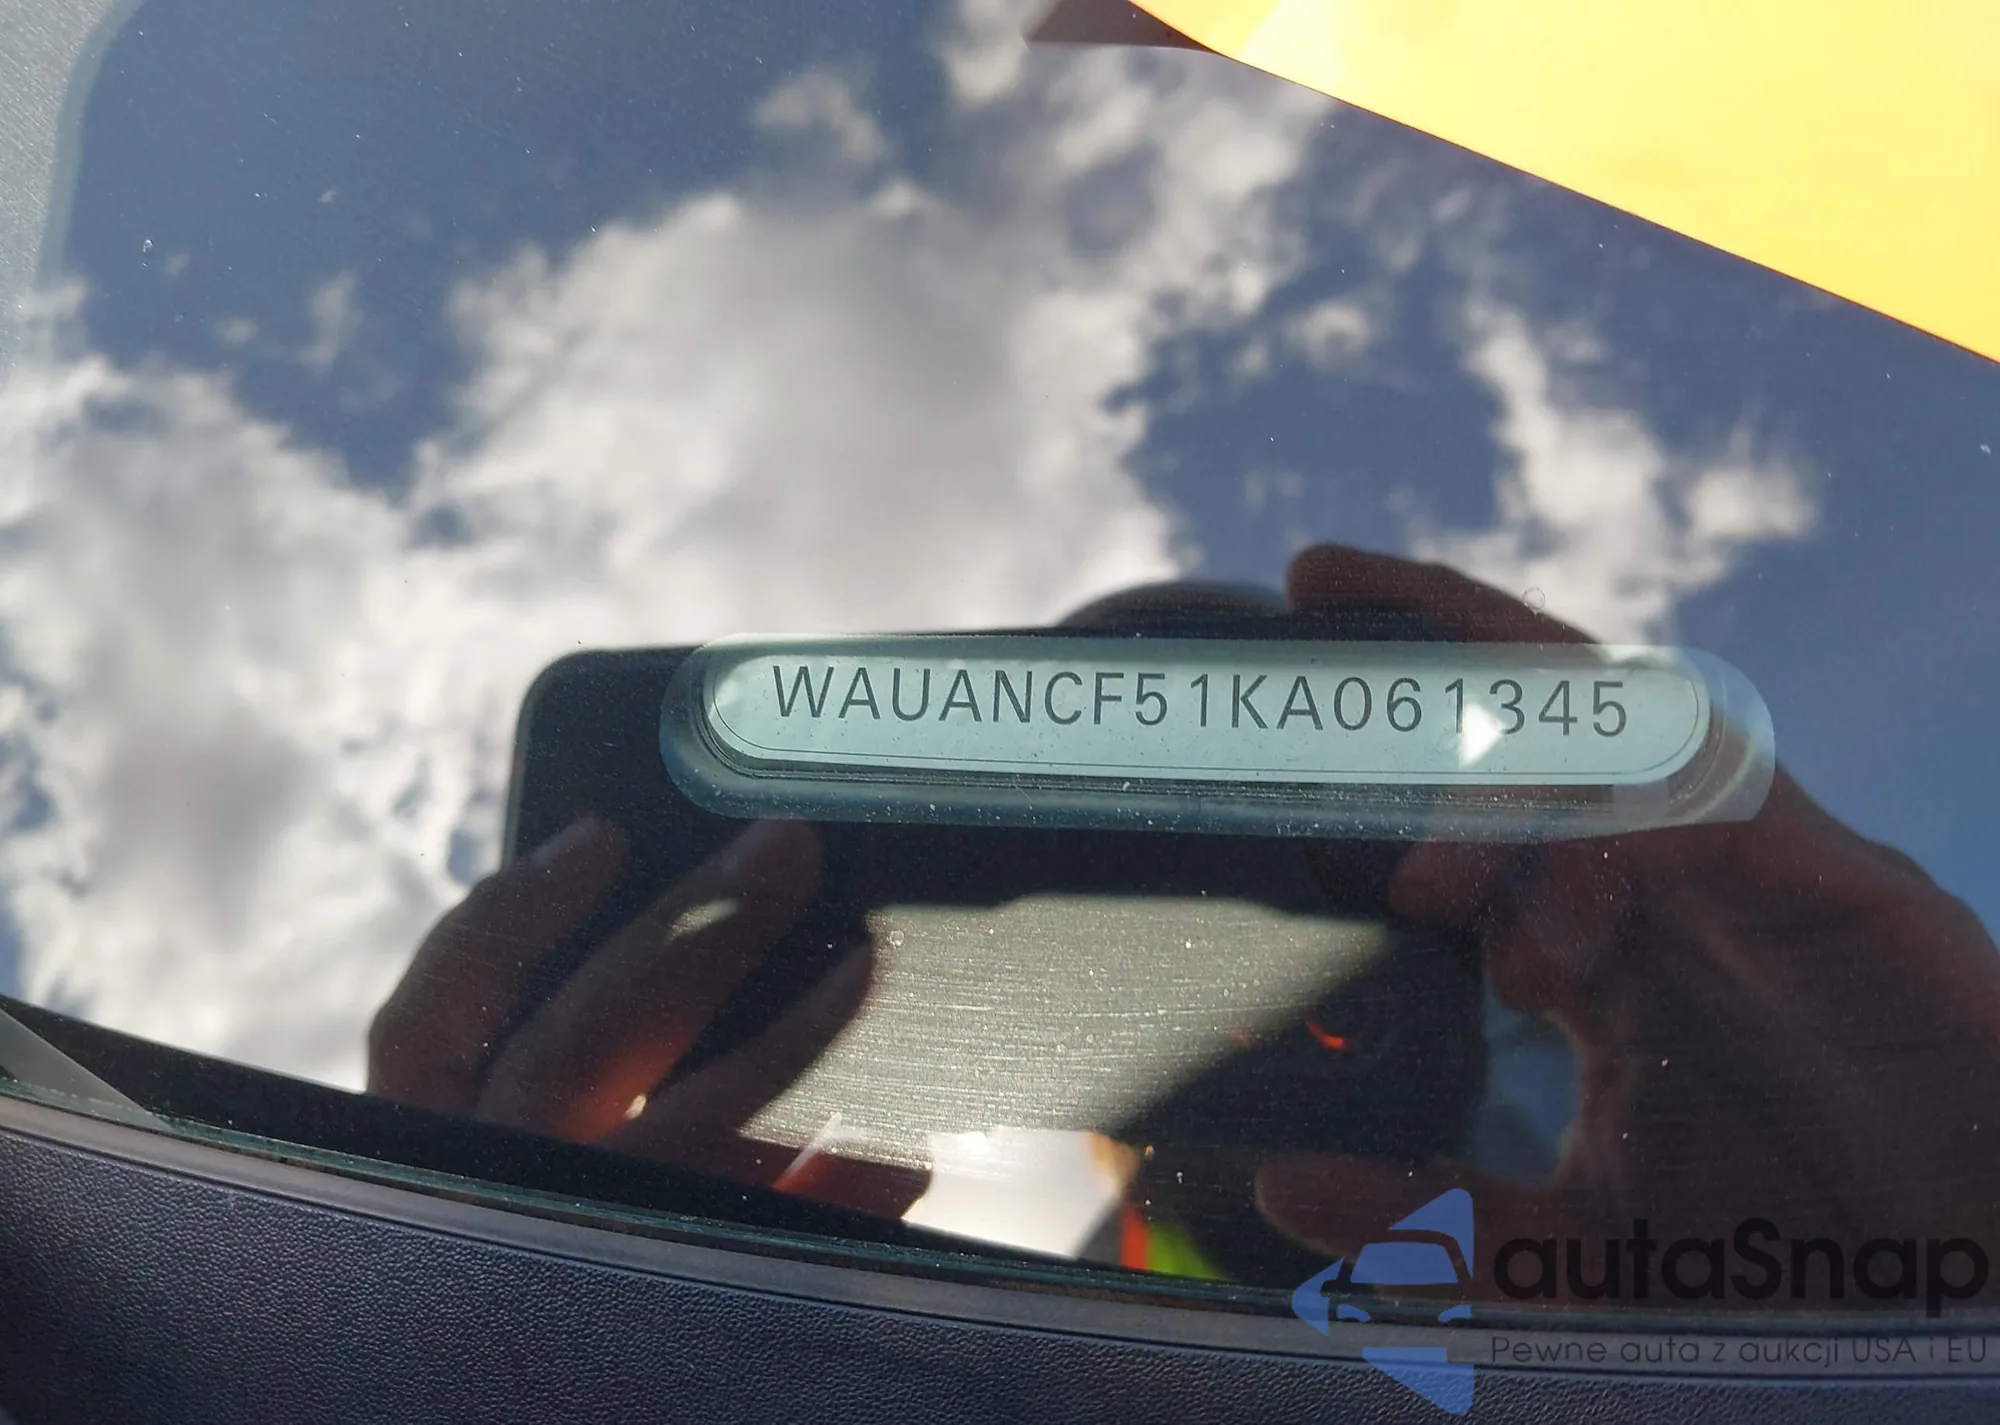 WAUANCF51KA061345
autaSnap
Pewne auta z aukcji USA i EU